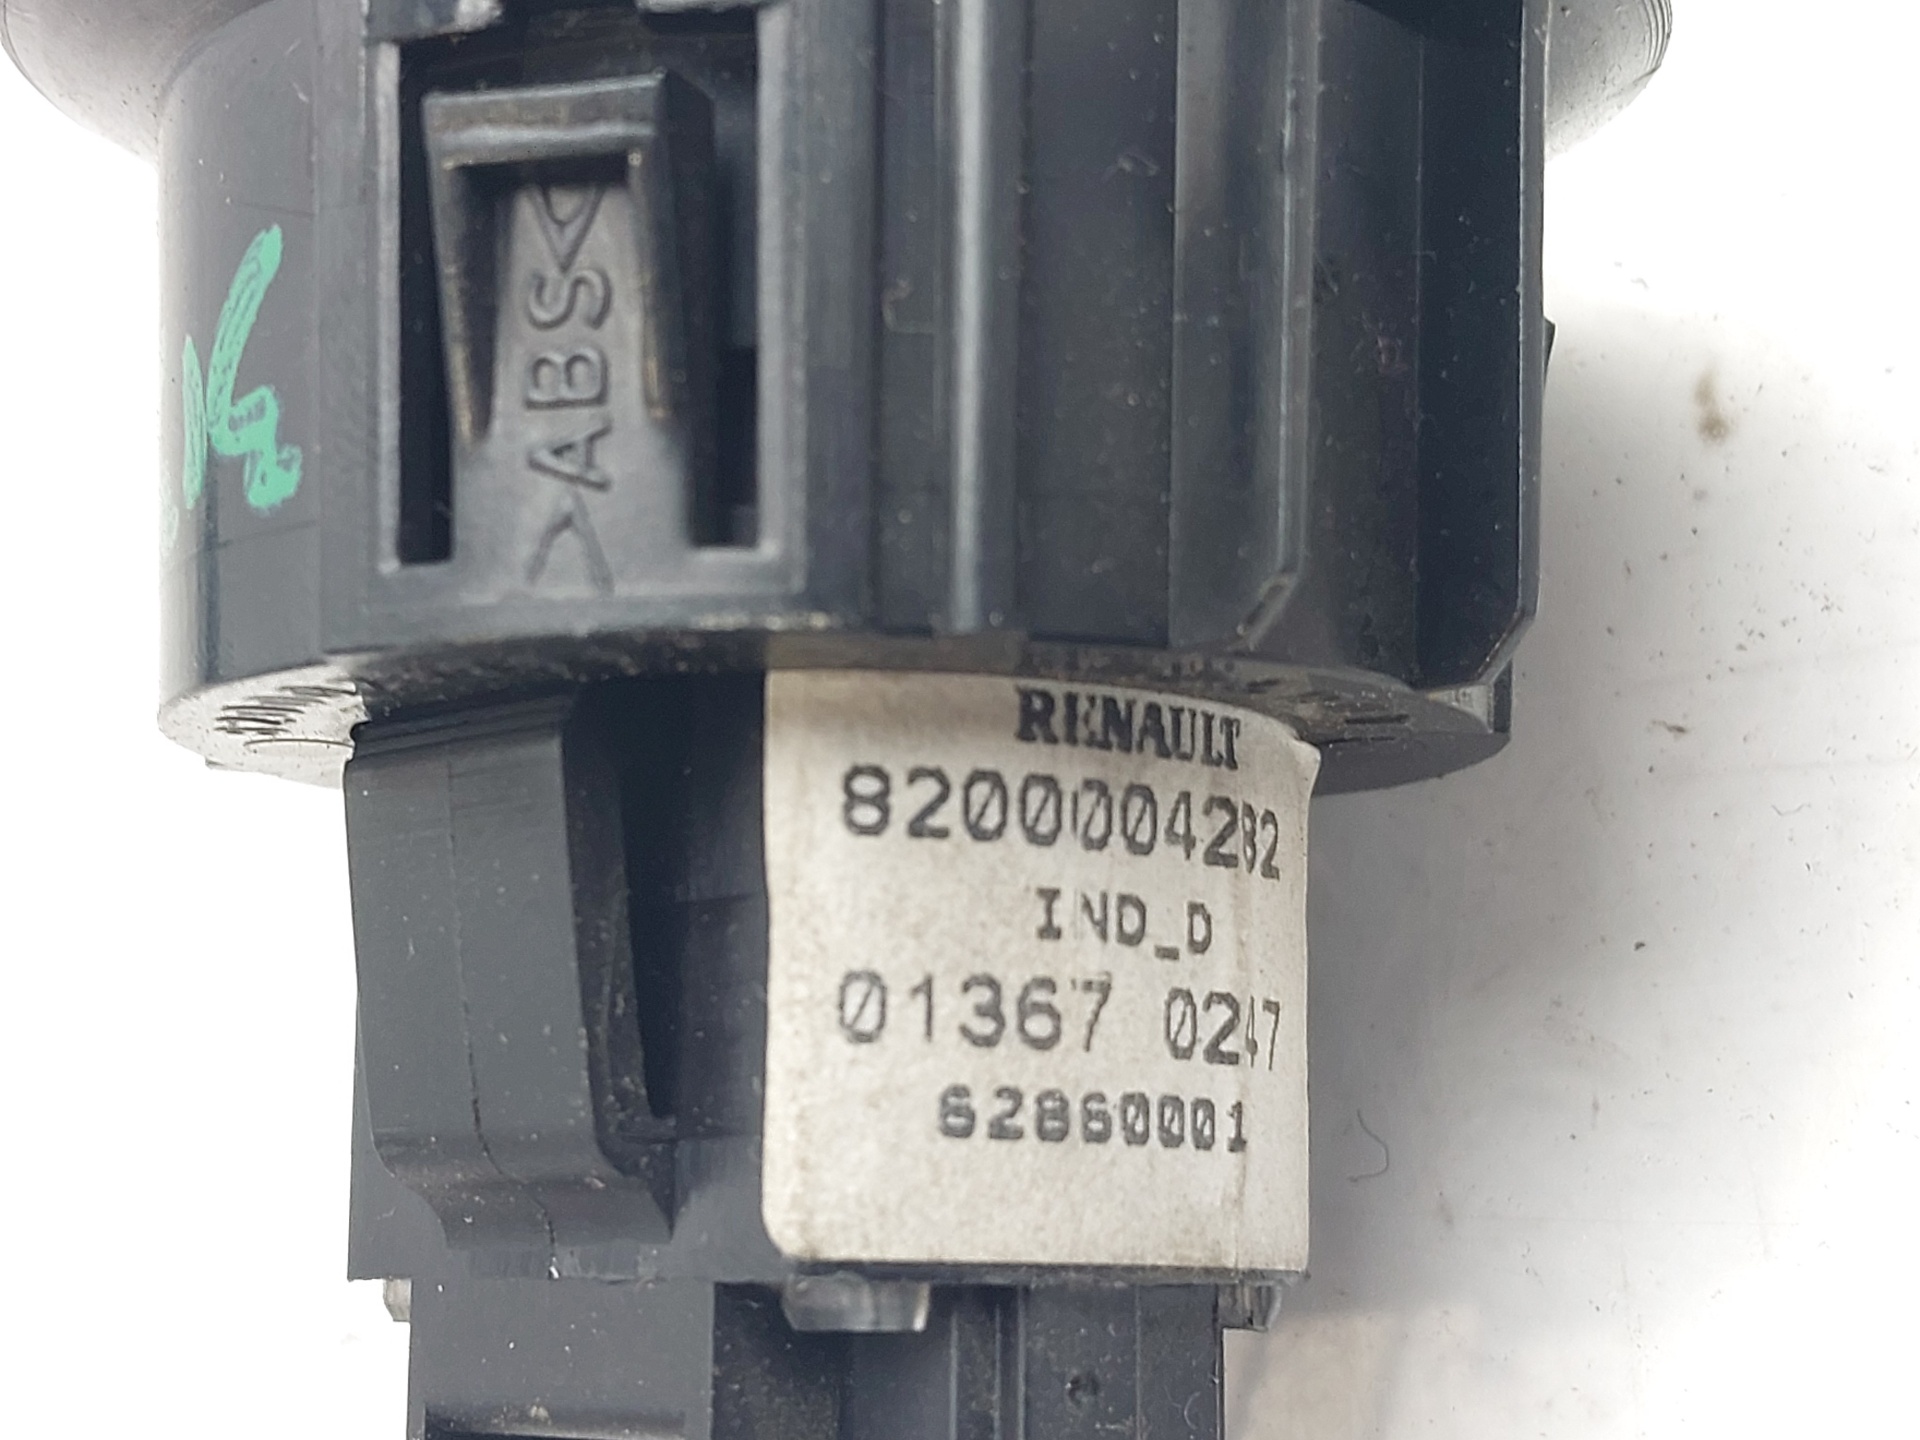 >ABS<
RENAULT
8200004282
IND_D
01367 0247
62860001